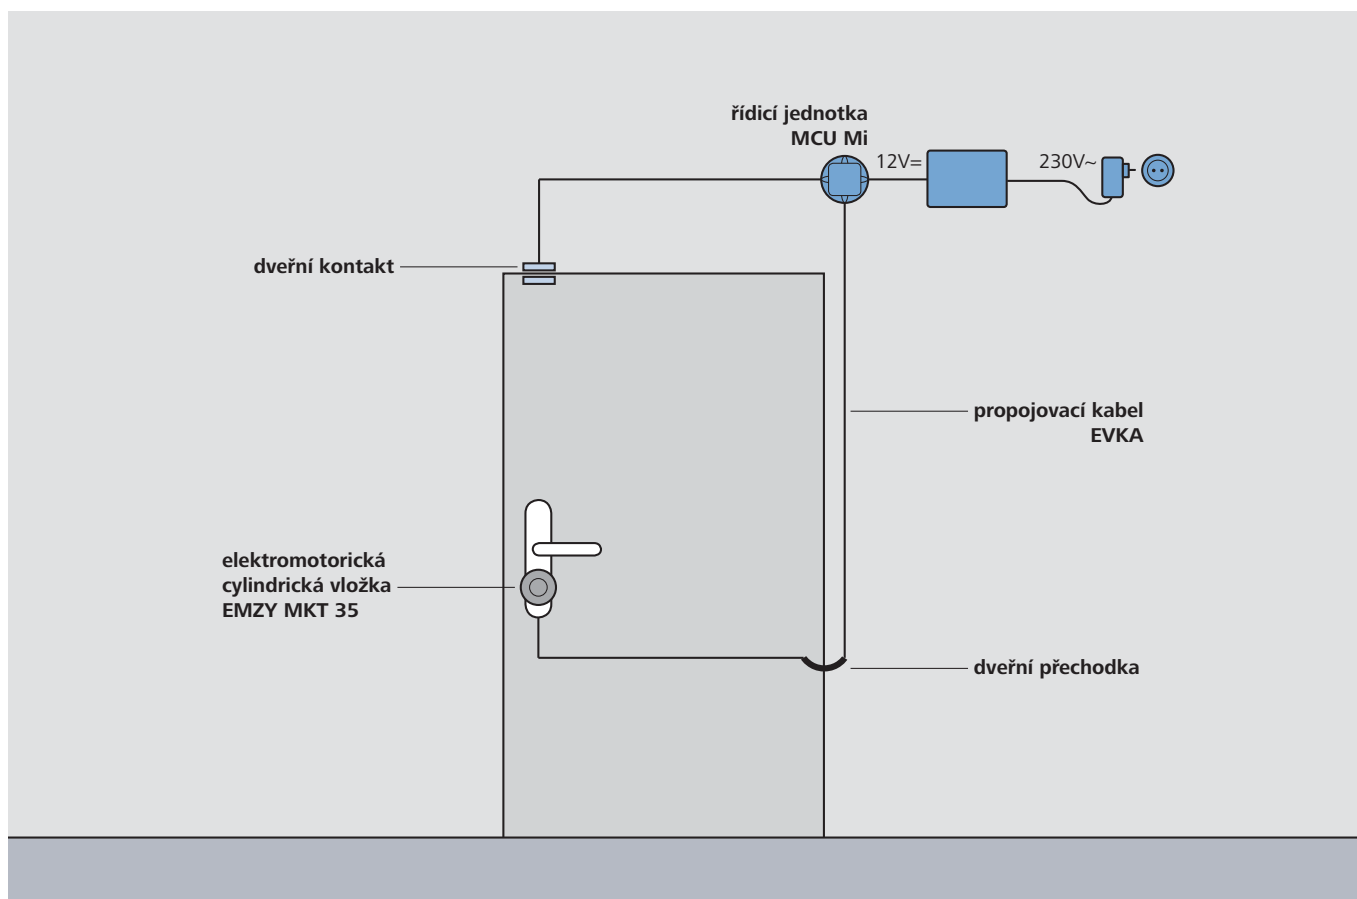 řídicí jednotka
MCU Mi
12V=
230V~
dveřní kontakt
propojovací kabel
EVKA
elektromotorická
cylindrická vložka
EMZY MKT 35
dveřní přechodka